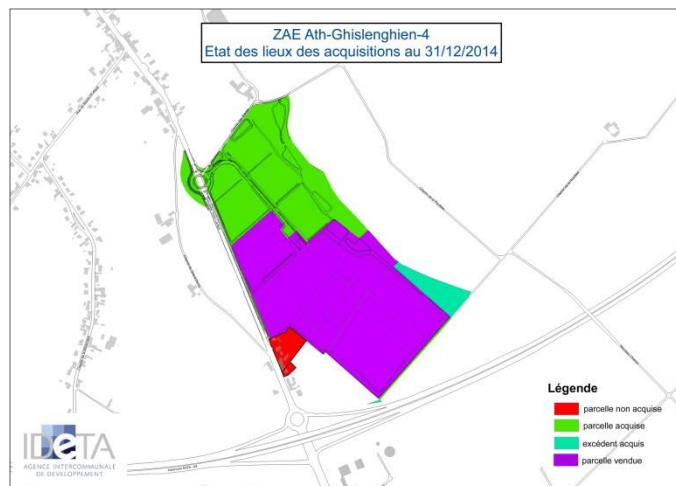 ZAE Ath-Ghislenghien-4
Etat des lieux des acquisitions au 31/12/2014
Légende
parcelle non acquise
parcelle acquise
excédent acquis
parcelle vendue
IDETA
AGENCE INTERCOMMUNALE
DE DÉVELOPPEMENT